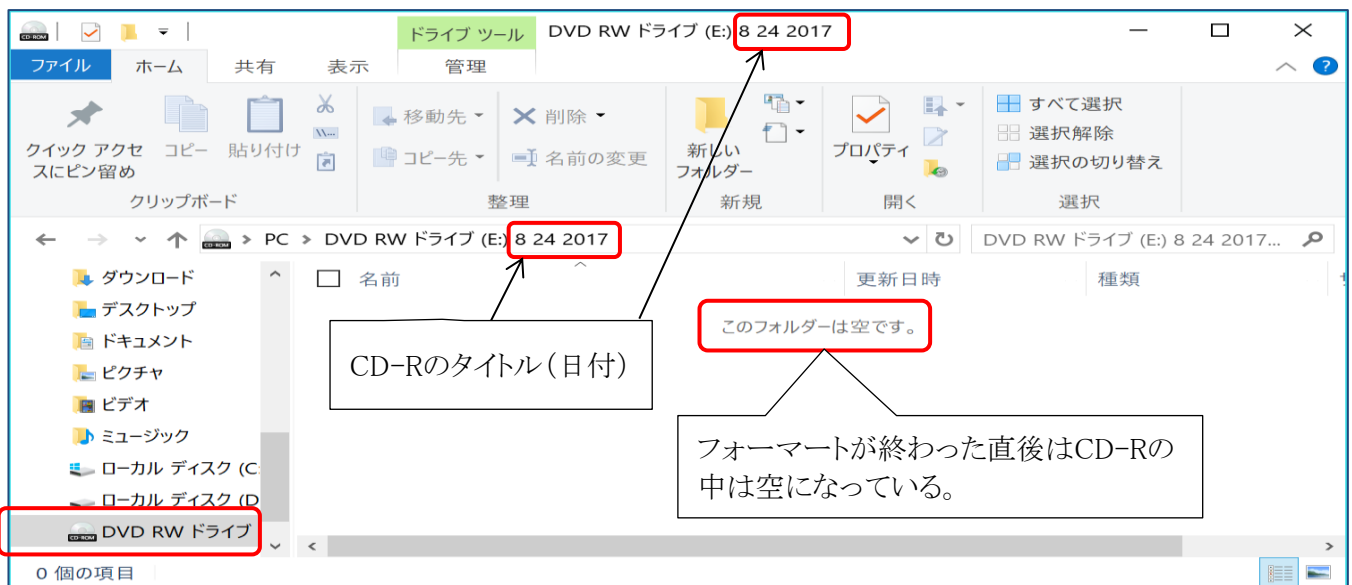 CD-ROM
ドライブ ツール DVD RW ドライブ (E:) 8 24 2017
ファイル ホーム 共有 表示 管理
クイック アクセ
スにピン留め
コピー
貼り付け
クリップボード
移動先
コピー先
削除
名前の変更
整理
新しい
フォルダー
新規
プロパティ
開く
すべて選択
選択解除
選択の切り替え
選択
CD-ROM > PC > DVD RW ドライブ (E:) 8 24 2017
DVD RW ドライブ (E:) 8 24 2017...
ダウンロード
デスクトップ
ドキュメント
ピクチャ
ビデオ
ミュージック
ローカル ディスク (C:
ローカル ディスク (D
CD-ROM DVD RW ドライブ
名前 更新日時 種類
このフォルダーは空です。
CD-Rのタイトル(日付)
フォーマートが終わった直後はCD-Rの
中は空になっている。
0 個の項目